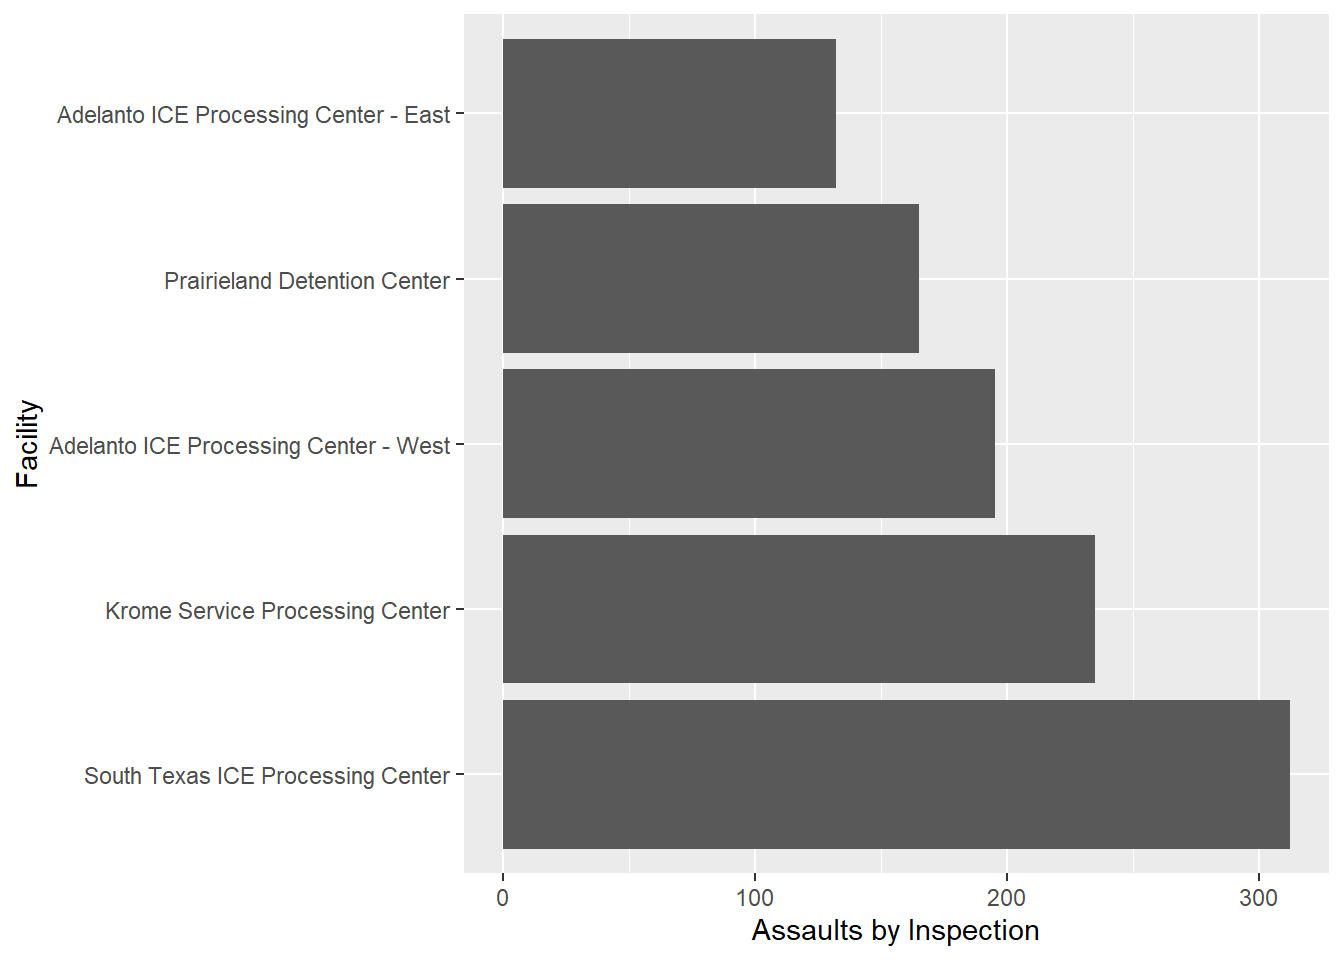 Facility
Adelanto ICE Processing Center - East
Prairieland Detention Center
Adelanto ICE Processing Center - West
Krome Service Processing Center
South Texas ICE Processing Center
0 100 200 300
Assaults by Inspection